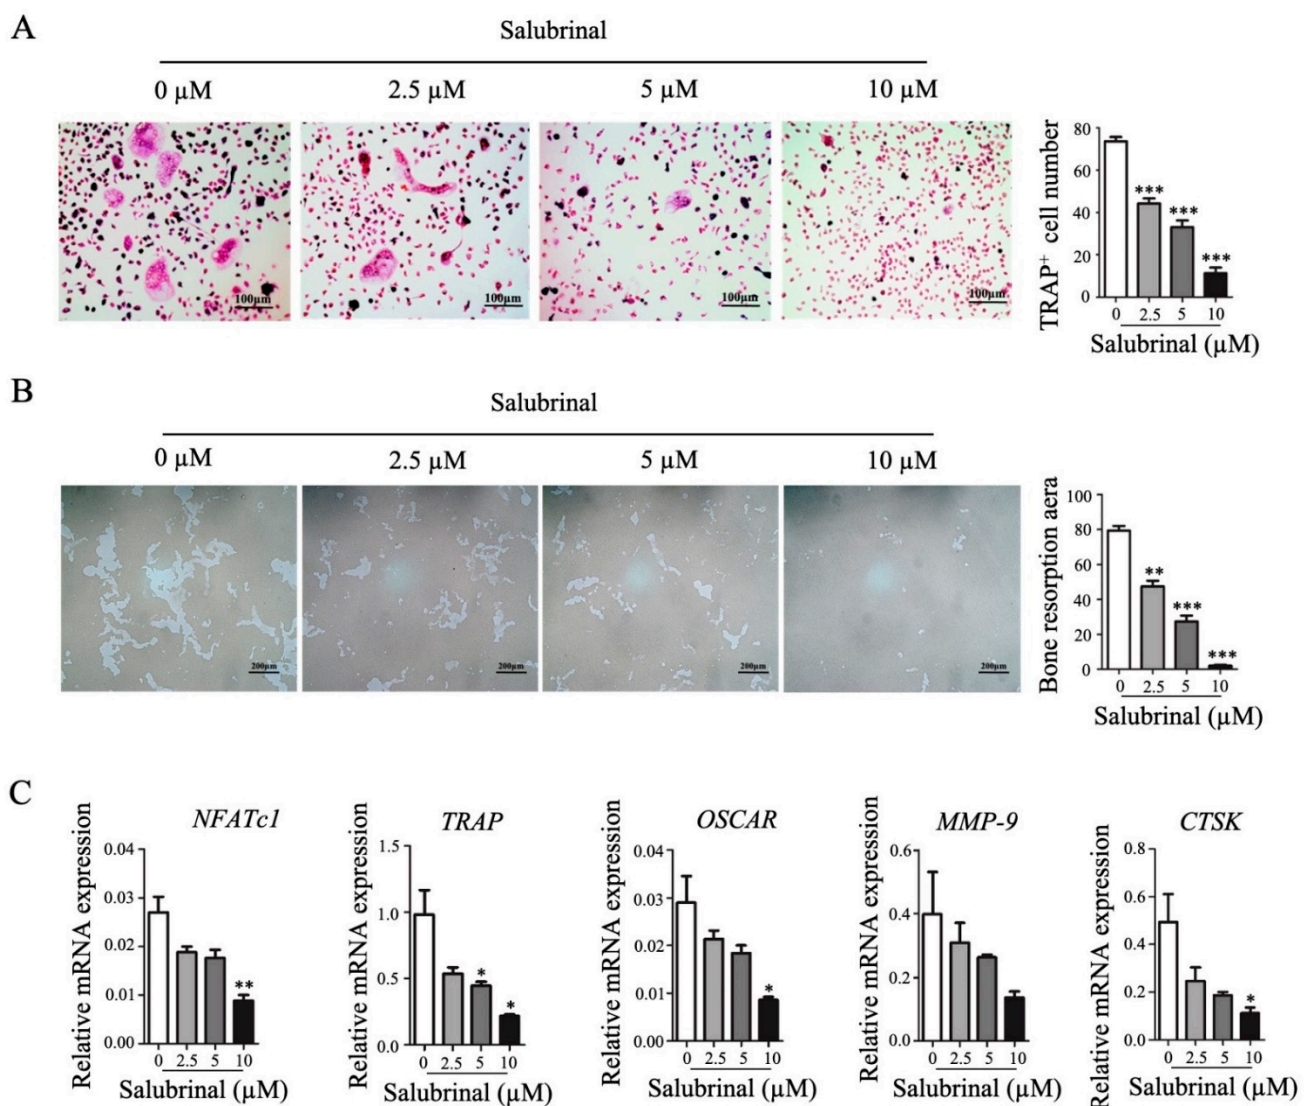 A
Salubrinal
0 µM 2.5 µM 5 µM 10 µM
100µm 100µm 100µm 100µm
TRAP+ cell number
80
60
40
20
0
*** *** ***
0 2.5 5 10
Salubrinal (µM)
B
Salubrinal
0 µM 2.5 µM 5 µM 10 µM
200µm 200µm 200µm 200µm
Bone resorption aera
100
80
60
40
20
0
** *** ***
0 2.5 5 10
Salubrinal (µM)
C
NFATc1
Relative mRNA expression
0.04
0.03
0.02
0.01
0.00
**
0 2.5 5 10
Salubrinal (µM)
TRAP
Relative mRNA expression
1.5
1.0
0.5
0.0
* *
0 2.5 5 10
Salubrinal (µM)
OSCAR
Relative mRNA expression
0.04
0.03
0.02
0.01
0.00
*
0 2.5 5 10
Salubrinal (µM)
MMP-9
Relative mRNA expression
0.6
0.4
0.2
0.0
0 2.5 5 10
Salubrinal (µM)
CTSK
Relative mRNA expression
0.8
0.6
0.4
0.2
0.0
*
0 2.5 5 10
Salubrinal (µM)